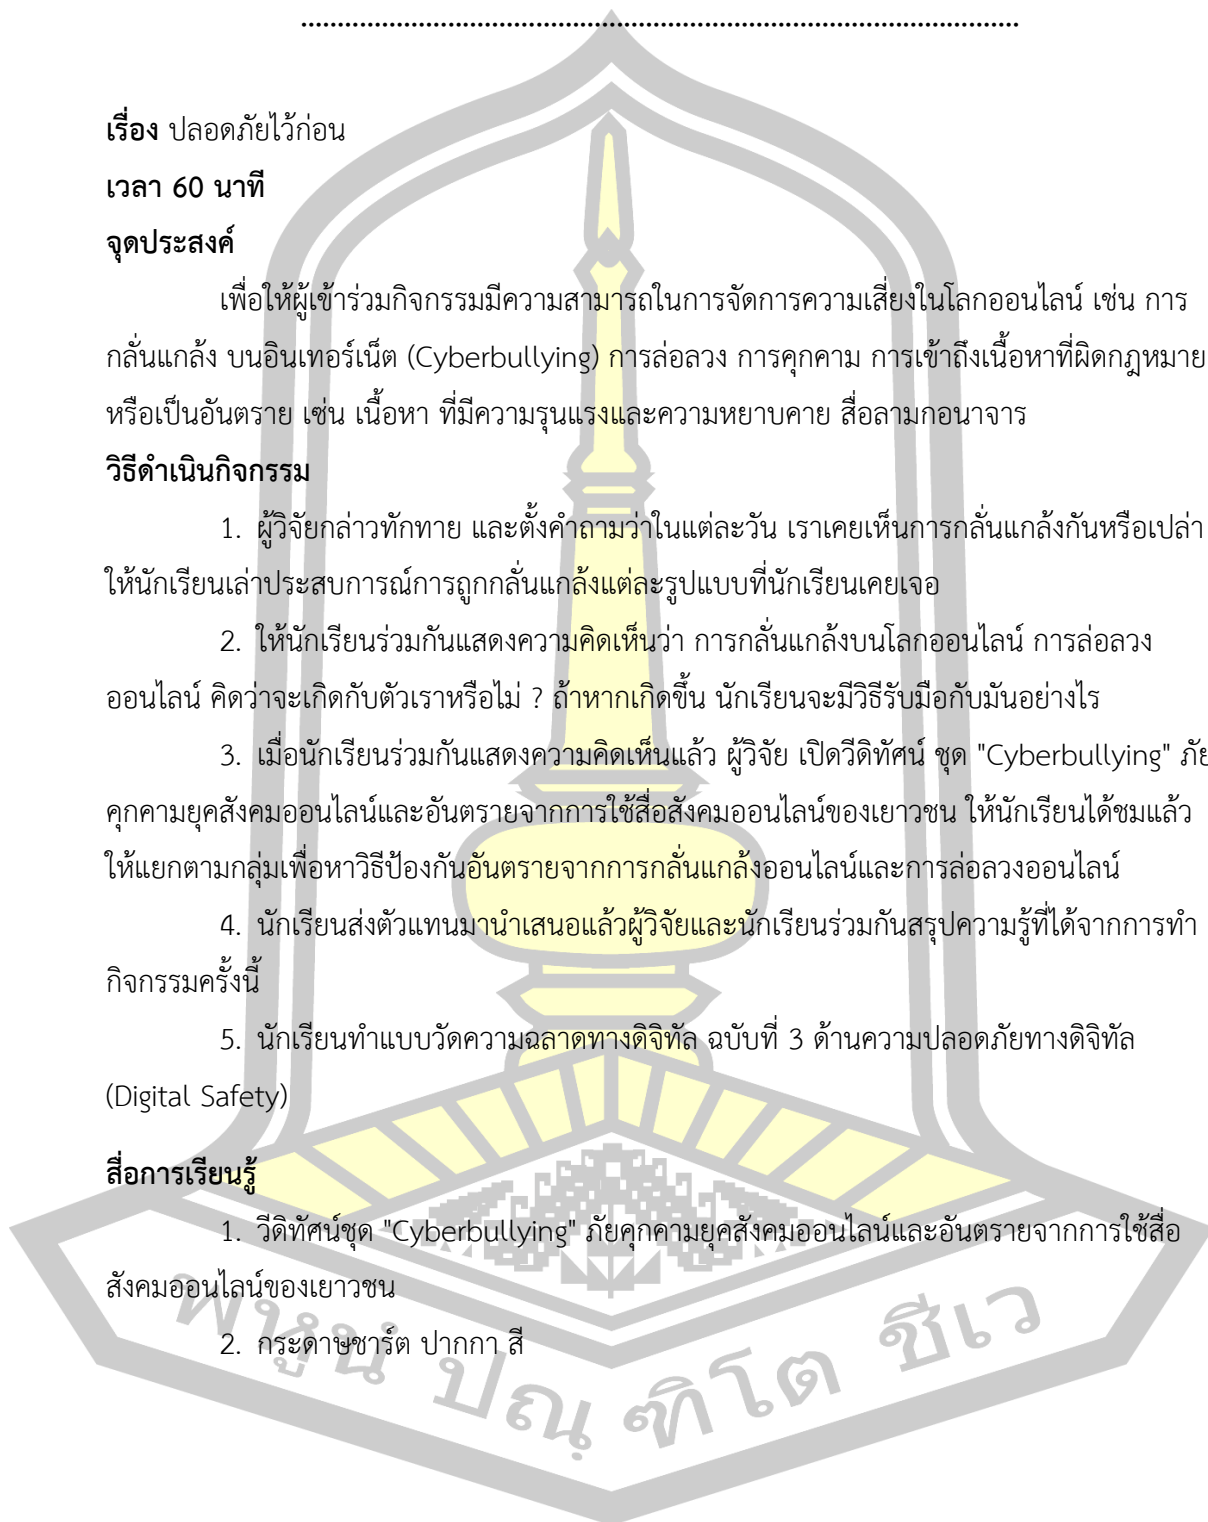 ................................................................................................
เรื่อง ปลอดภัยไว้ก่อน
เวลา 60 นาที
จุดประสงค์
เพื่อให้ผู้เข้าร่วมกิจกรรมมีความสามารถในการจัดการความเสี่ยงในโลกออนไลน์ เช่น การ
กลั่นแกล้ง บนอินเทอร์เน็ต (Cyberbullying) การล่อลวง การคุกคาม การเข้าถึงเนื้อหาที่ผิดกฎหมาย
หรือเป็นอันตราย เช่น เนื้อหา ที่มีความรุนแรงและความหยาบคาย สื่อลามกอนาจาร
วิธีดำเนินกิจกรรม
1. ผู้วิจัยกล่าวทักทาย และตั้งคำถามว่าในแต่ละวัน เราเคยเห็นการกลั่นแกล้งกันหรือเปล่า
ให้นักเรียนเล่าประสบการณ์การถูกกลั่นแกล้งแต่ละรูปแบบที่นักเรียนเคยเจอ
2. ให้นักเรียนร่วมกันแสดงความคิดเห็นว่า การกลั่นแกล้งบนโลกออนไลน์ การล่อลวง
ออนไลน์ คิดว่าจะเกิดกับตัวเราหรือไม่ ? ถ้าหากเกิดขึ้น นักเรียนจะมีวิธีรับมือกับมันอย่างไร
3. เมื่อนักเรียนร่วมกันแสดงความคิดเห็นแล้ว ผู้วิจัย เปิดวีดิทัศน์ ชุด "Cyberbullying" ภัย
คุกคามยุคสังคมออนไลน์และอันตรายจากการใช้สื่อสังคมออนไลน์ของเยาวชน ให้นักเรียนได้ชมแล้ว
ให้แยกตามกลุ่มเพื่อหาวิธีป้องกันอันตรายจากการกลั่นแกล้งออนไลน์และการล่อลวงออนไลน์
4. นักเรียนส่งตัวแทนมานำเสนอแล้วผู้วิจัยและนักเรียนร่วมกันสรุปความรู้ที่ได้จากการทำ
กิจกรรมครั้งนี้
5. นักเรียนทำแบบวัดความฉลาดทางดิจิทัล ฉบับที่ 3 ด้านความปลอดภัยทางดิจิทัล
(Digital Safety)
สื่อการเรียนรู้
1. วีดิทัศน์ชุด "Cyberbullying" ภัยคุกคามยุคสังคมออนไลน์และอันตรายจากการใช้สื่อ
สังคมออนไลน์ของเยาวชน
2. กระดาษชาร์ต ปากกา สี
พหูนํ ปณฺฑิโต ชีเว